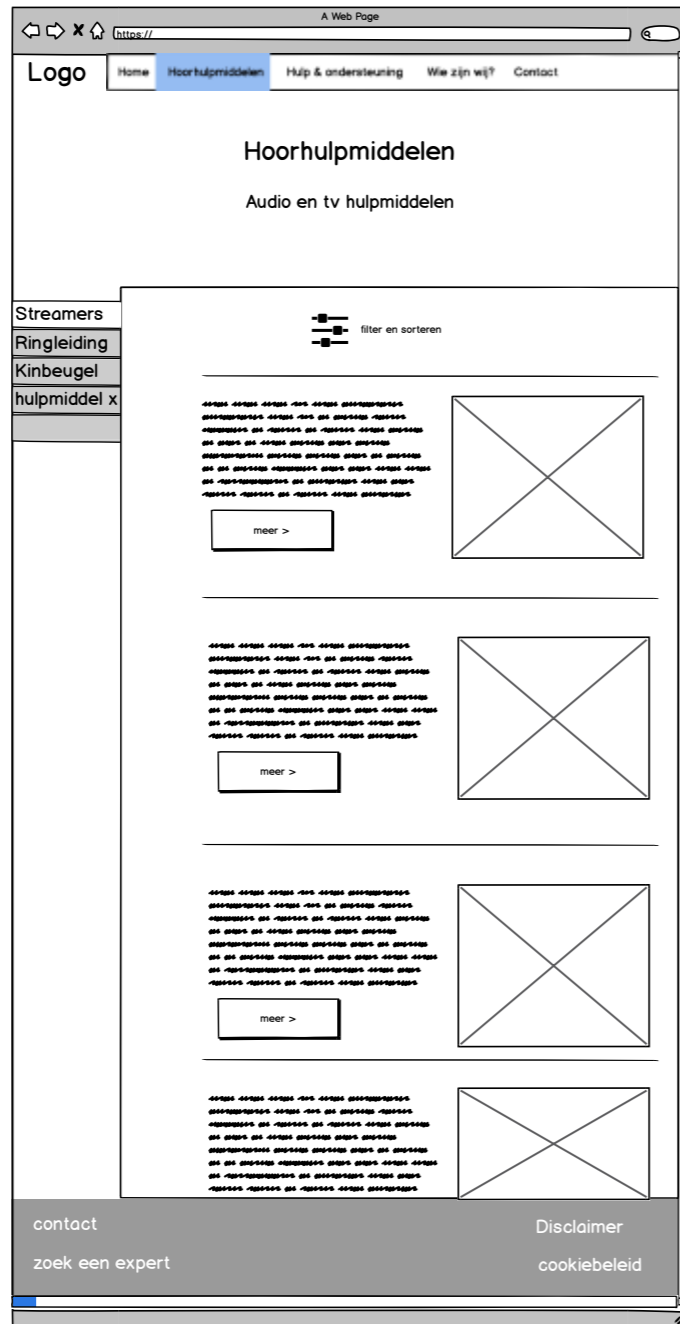 A Web Page
https://
Logo
Home Hoorhulpmiddelen Hulp & ondersteuning Wie zijn wij? Contact
Hoorhulpmiddelen
Audio en tv hulpmiddelen
Streamers
Ringleiding
Kinbeugel
hulpmiddel x
filter en sorteren
meer >
meer >
meer >
contact
Disclaimer
zoek een expert
cookiebeleid